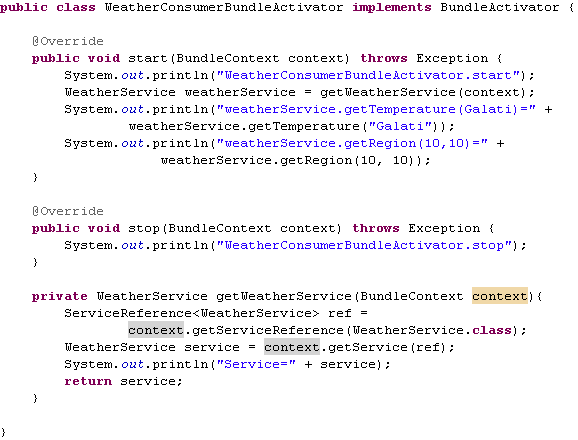 public class WeatherConsumerBundleActivator implements BundleActivator {
@Override
public void start(BundleContext context) throws Exception {
System.out.println("WeatherConsumerBundleActivator.start");
WeatherService weatherService = getWeatherService(context);
System.out.println("weatherService.getTemperature(Galati)=" +
weatherService.getTemperature("Galati"));
System.out.println("weatherService.getRegion(10,10)=" +
weatherService.getRegion(10, 10));
}
@Override
public void stop(BundleContext context) throws Exception {
System.out.println("WeatherConsumerBundleActivator.stop");
}
private WeatherService getWeatherService(BundleContext context){
ServiceReference<WeatherService> ref =
context.getServiceReference(WeatherService.class);
WeatherService service = context.getService(ref);
System.out.println("Service=" + service);
return service;
}
}